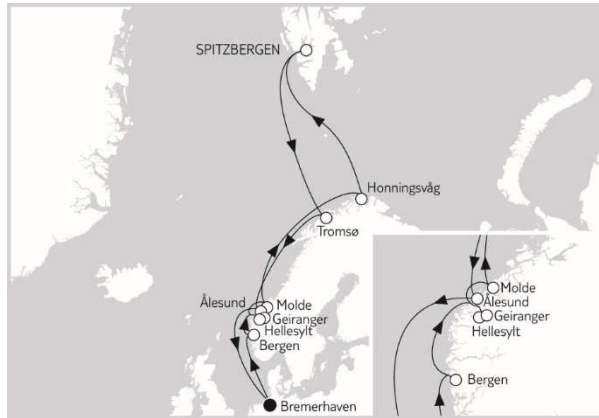 SPITZBERGEN
Honningsvåg
Tromsø
Ålesund
Molde
Geiranger
Hellesylt
Bergen
Bremerhaven
Molde
Ålesund
Geiranger
Hellesylt
Bergen